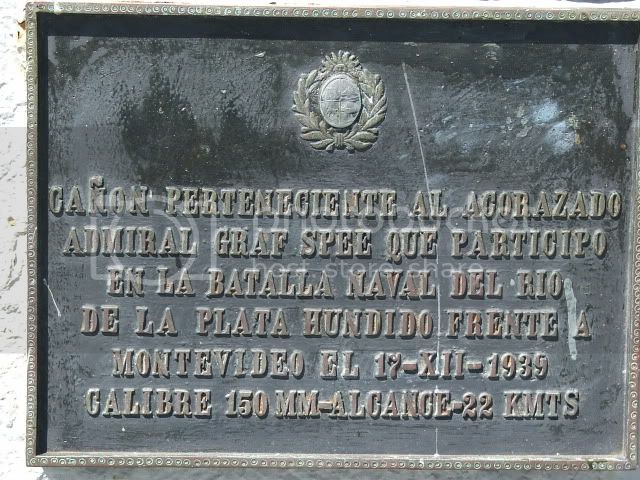 CAÑON PERTENECIENTE AL ACORAZADO
ADMIRAL GRAF SPEE QUE PARTICIPO
EN LA BATALLA NAVAL DEL RIO
DE LA PLATA HUNDIDO FRENTE A
MONTEVIDEO EL 17-XII-1939
CALIBRE 150 MM-ALCANCE-22 KMTS